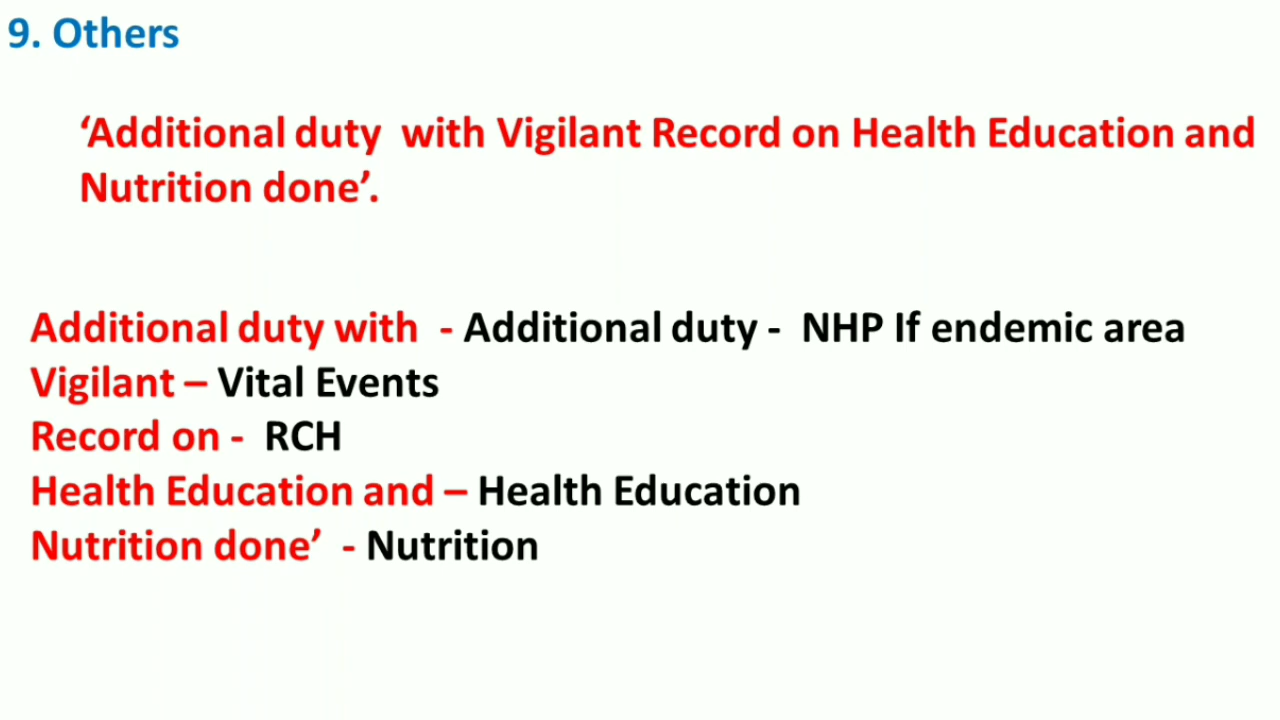 9. Others
‘Additional duty with Vigilant Record on Health Education and
Nutrition done’.
Additional duty with - Additional duty - NHP If endemic area
Vigilant – Vital Events
Record on - RCH
Health Education and – Health Education
Nutrition done’ - Nutrition